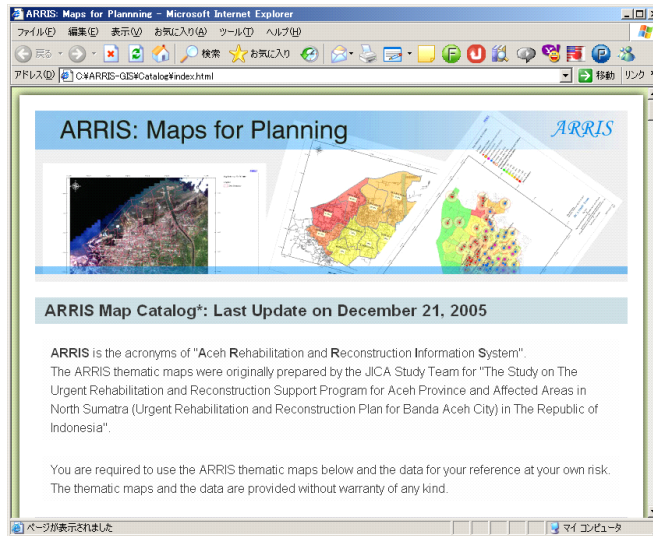 ARRIS: Maps for Plannning - Microsoft Internet Explorer
ファイル(F) 編集(E) 表示(V) お気に入り(A) ツール(T) ヘルプ(H)
戻る 検索 お気に入り
アドレス(D) C:¥ARRIS-GIS¥Catalog¥index.html 移動 リンク
ARRIS: Maps for Planning
ARRIS
ARRIS Map Catalog*: Last Update on December 21, 2005
ARRIS is the acronyms of "Aceh Rehabilitation and Reconstruction Information System".
The ARRIS thematic maps were originally prepared by the JICA Study Team for "The Study on The
Urgent Rehabilitation and Reconstruction Support Program for Aceh Province and Affected Areas in
North Sumatra (Urgent Rehabilitation and Reconstruction Plan for Banda Aceh City) in The Republic of
Indonesia".
You are required to use the ARRIS thematic maps below and the data for your reference at your own risk.
The thematic maps and the data are provided without warranty of any kind.
ページが表示されました マイ コンピュータ